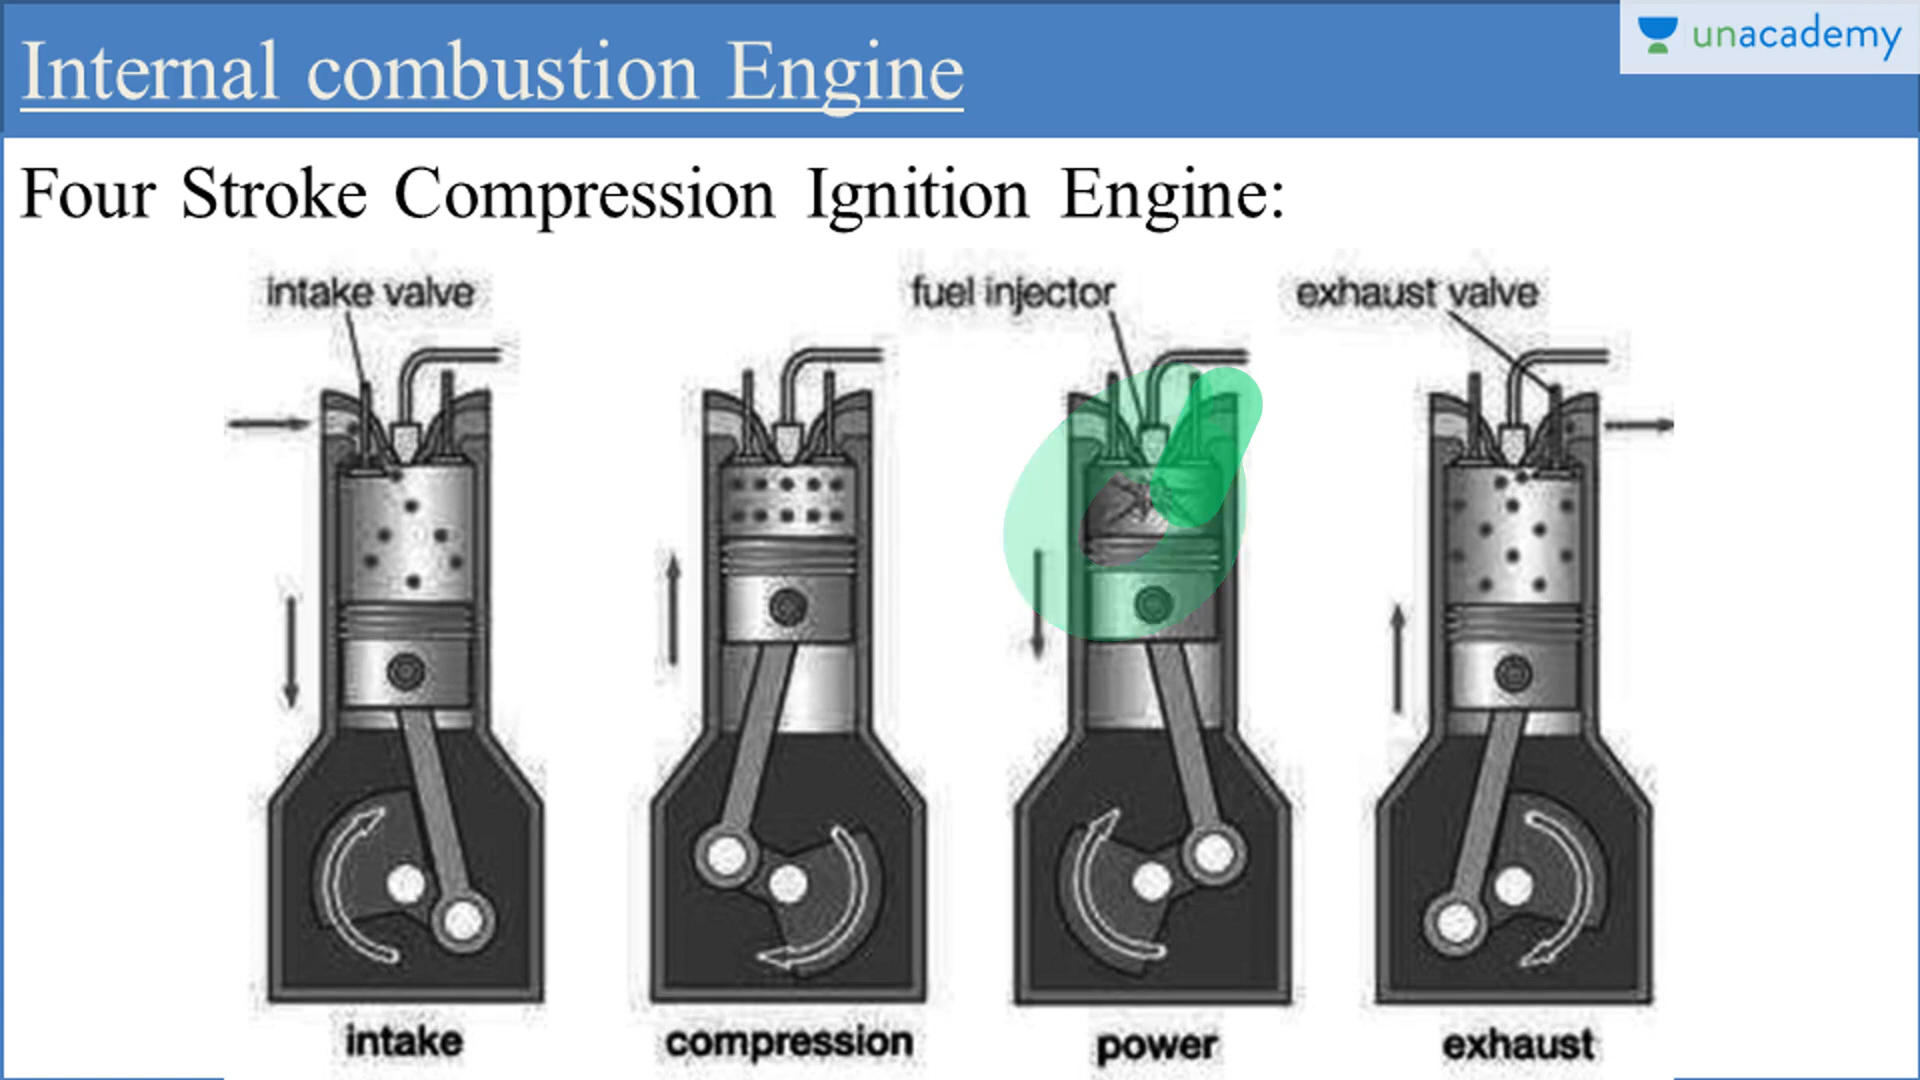 Internal combustion Engine
unacademy
Four Stroke Compression Ignition Engine:
intake valve
fuel injector
exhaust valve
intake
compression
power
exhaust